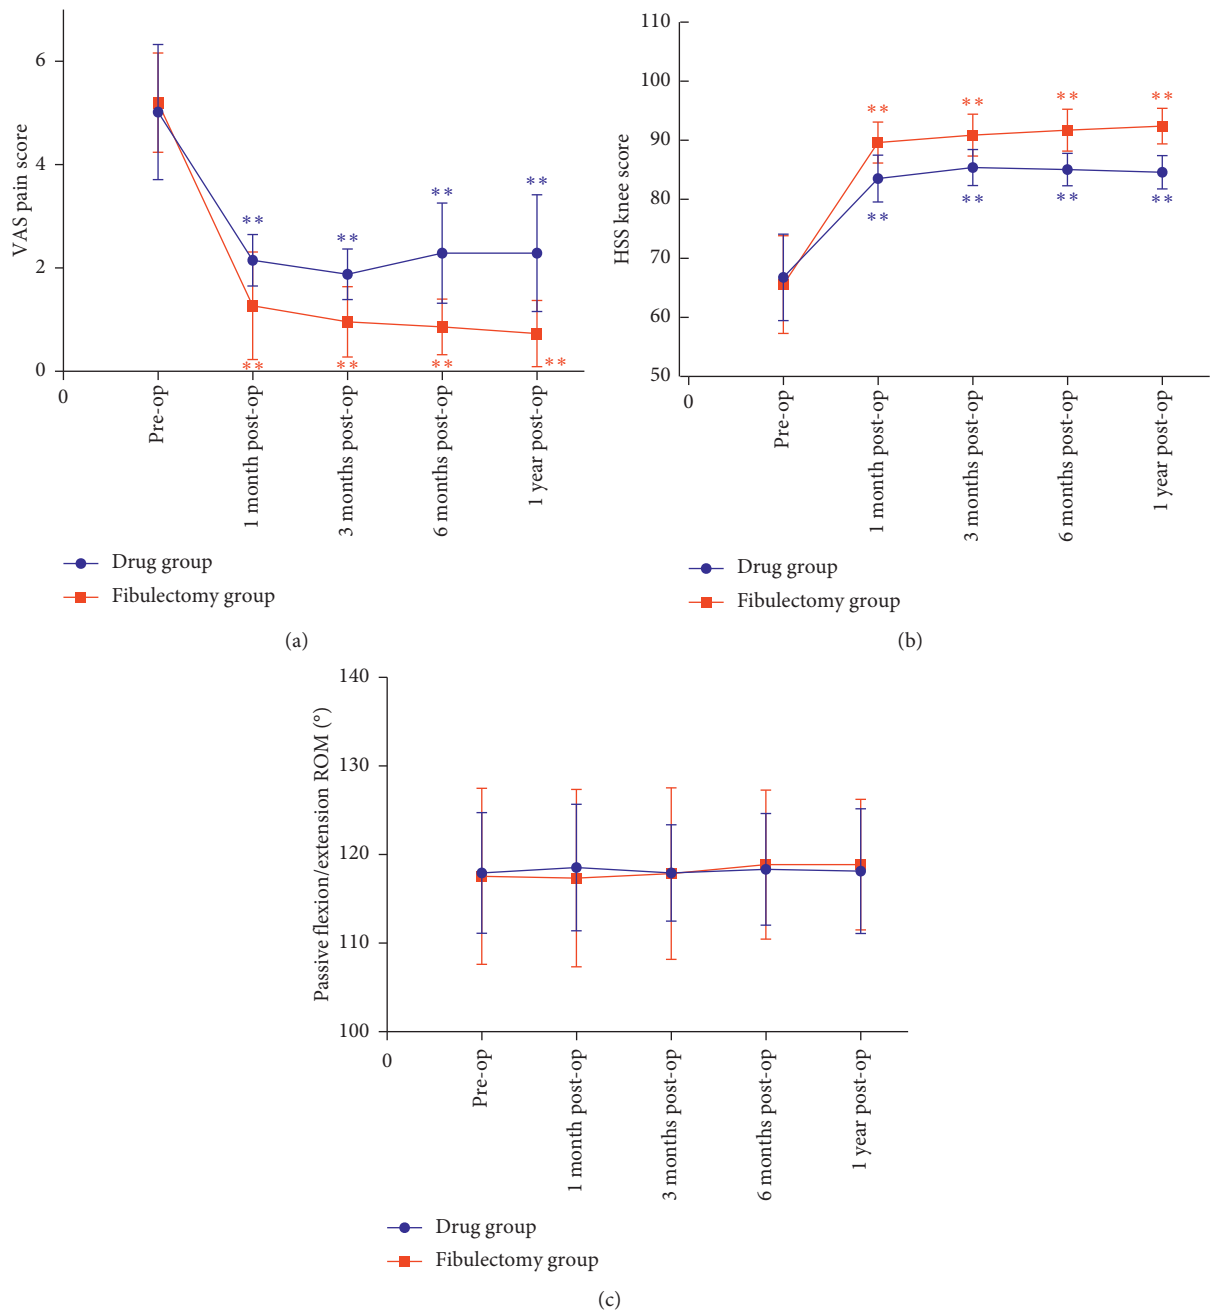 VAS pain score
6
4
2
0
0
Pre-op
1 month post-op
3 months post-op
6 months post-op
1 year post-op
**
**
**
**
**
**
**
**
Drug group
Fibulectomy group
(a)
HSS knee score
110
100
90
80
70
60
50
0
Pre-op
1 month post-op
3 months post-op
6 months post-op
1 year post-op
**
**
**
**
**
**
**
**
Drug group
Fibulectomy group
(b)
Passive flexion/extension ROM (°)
140
130
120
110
100
0
Pre-op
1 month post-op
3 months post-op
6 months post-op
1 year post-op
Drug group
Fibulectomy group
(c)